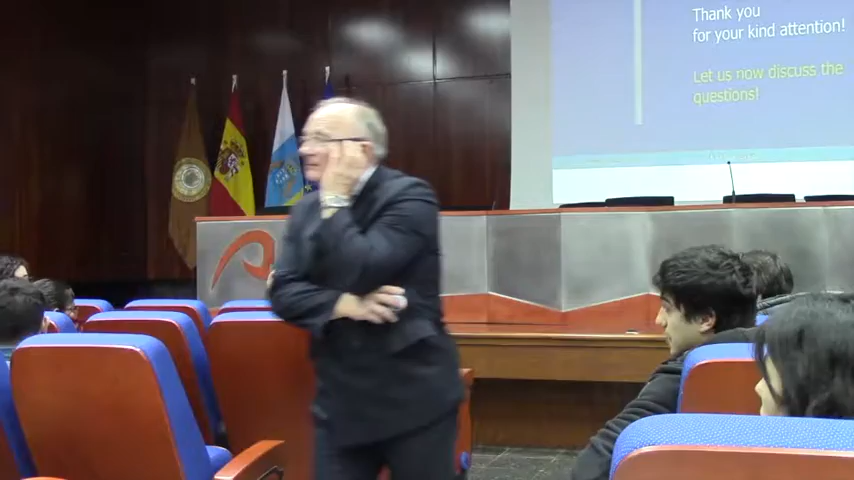 Thank you
for your kind attention!
Let us now discuss the
questions!